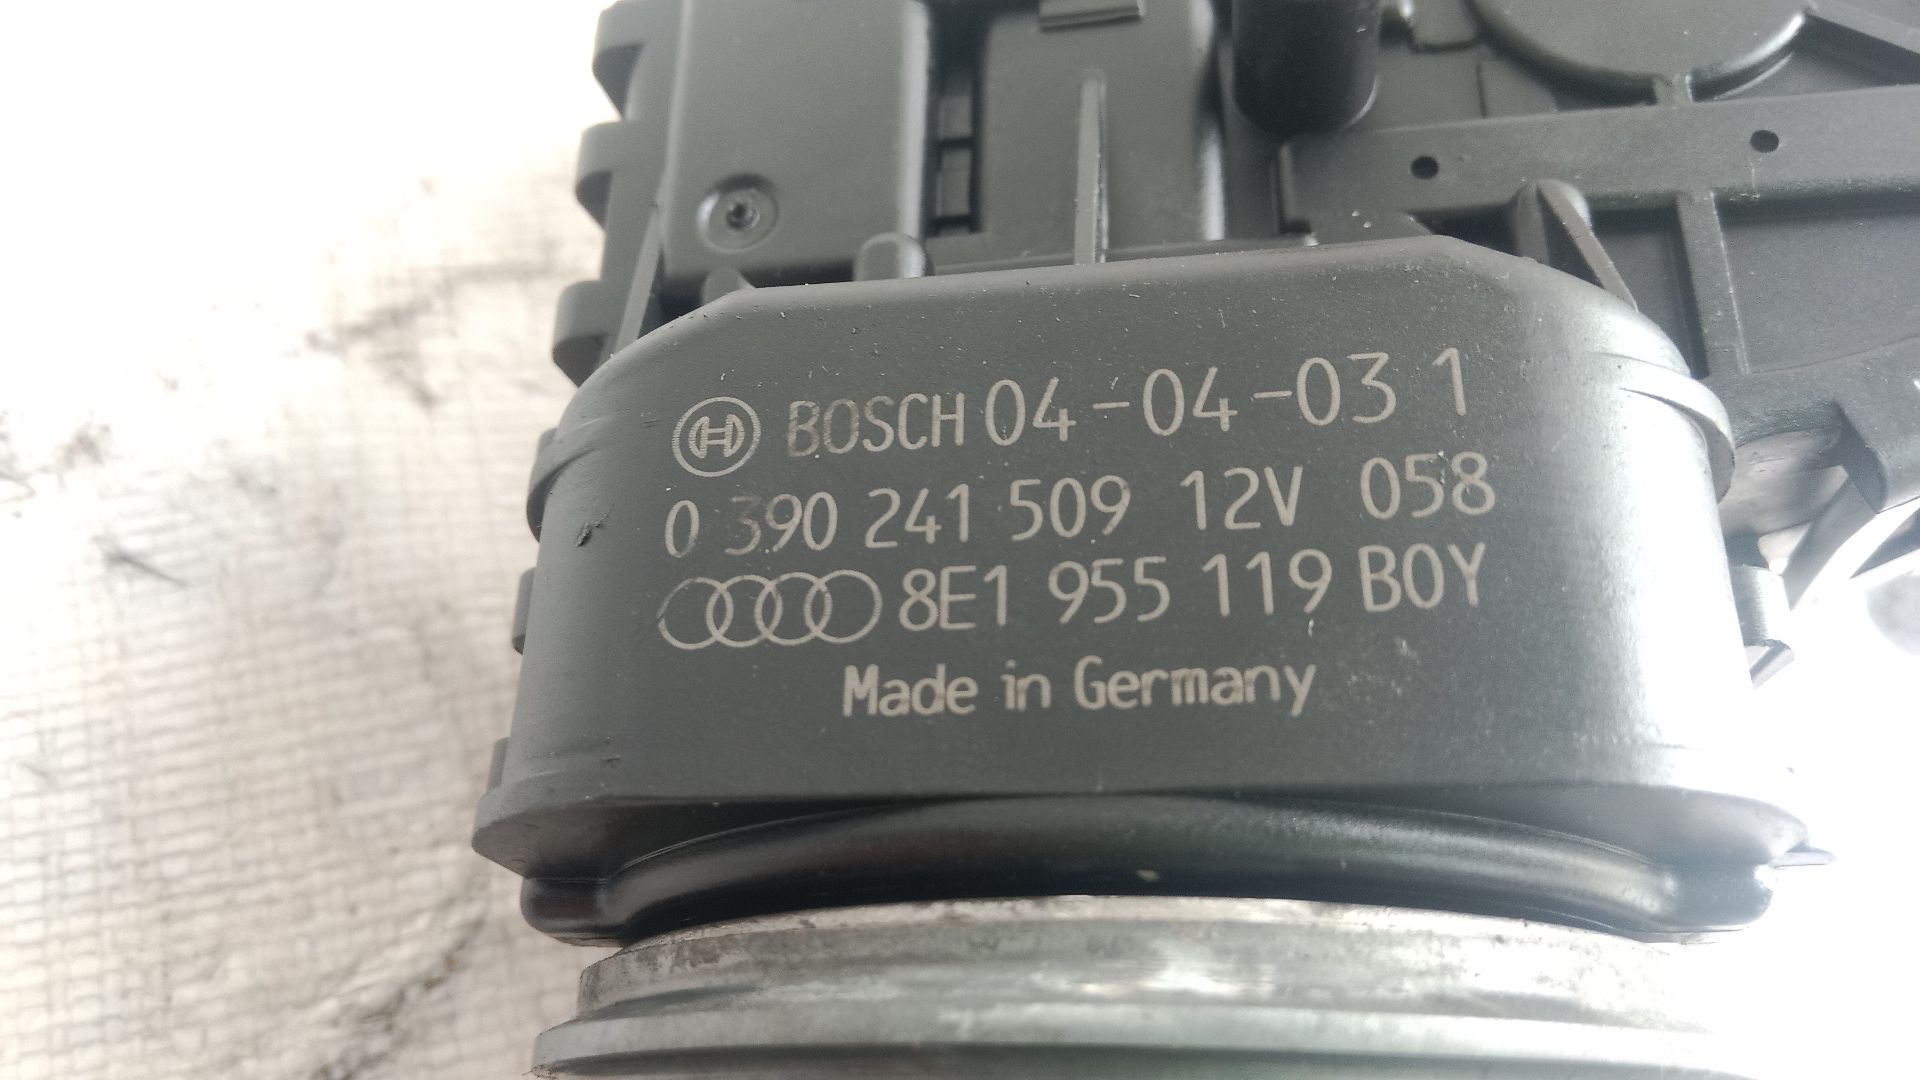 BOSCH 04-04-03 1
0 390 241 509 12V 058
8E1 955 119 B0Y
Made in Germany